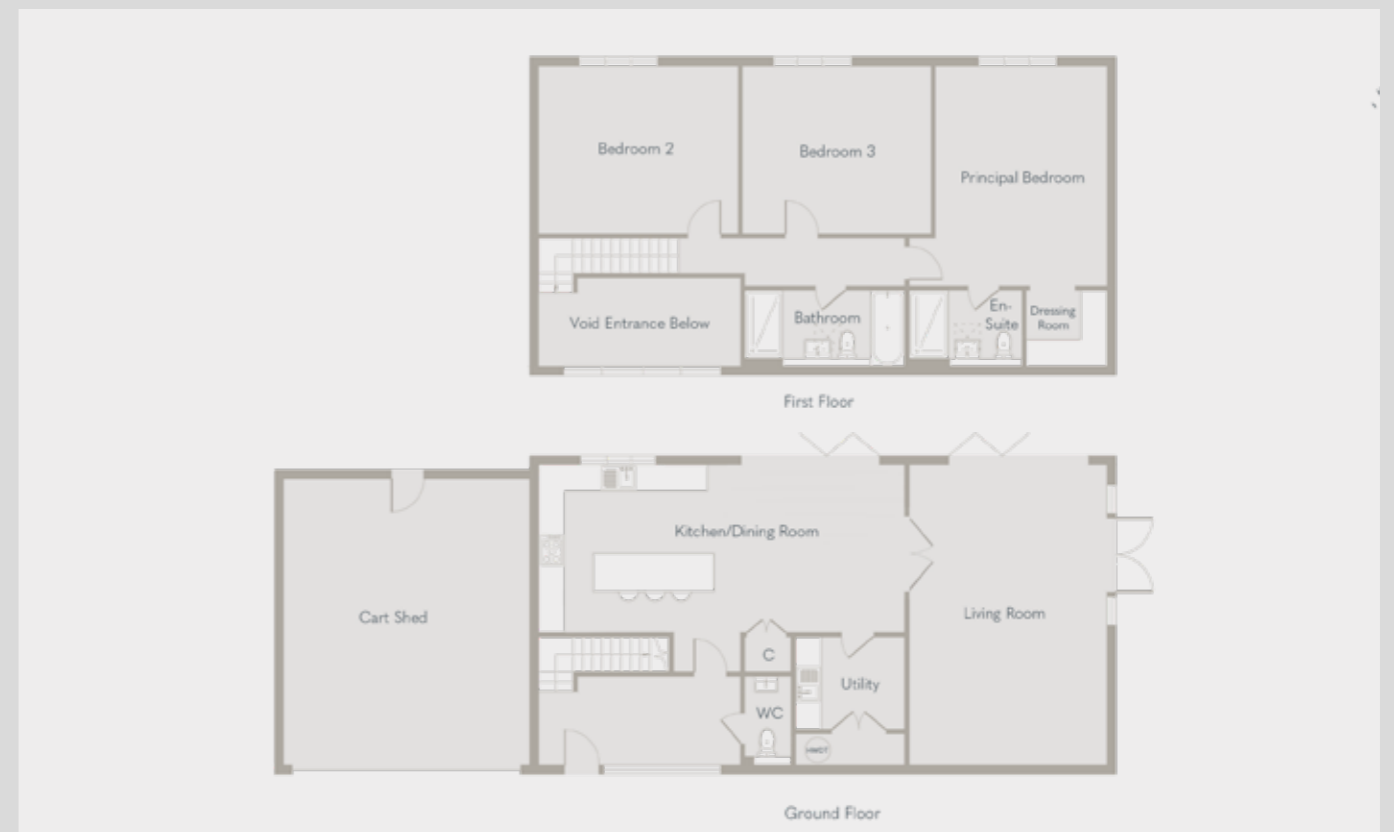 Bedroom 2
Bedroom 3
Principal Bedroom
Void Entrance Below
Bathroom
En-
Suite
Dressing
Room
First Floor
Kitchen/Dining Room
Cart Shed
Living Room
C
Utility
WC
HWCT
Ground Floor